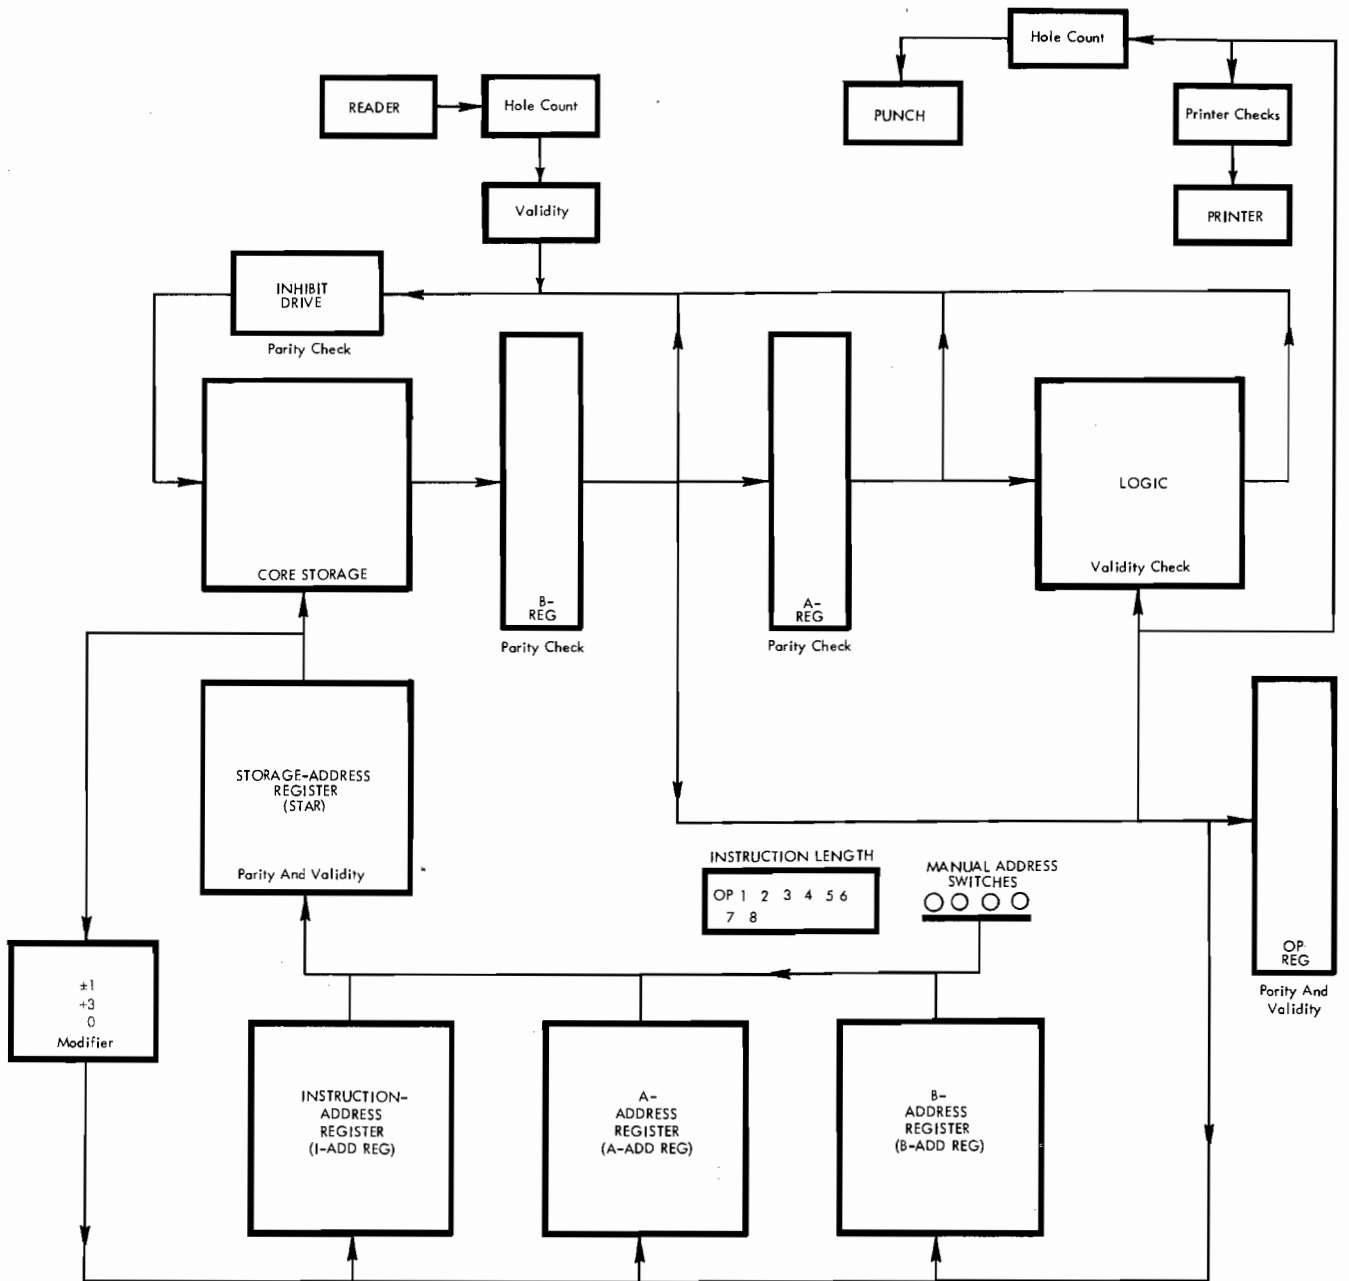 Hole Count
READER
Hole Count
PUNCH
Printer Checks
Validity
PRINTER
INHIBIT
DRIVE
Parity Check
LOGIC
CORE STORAGE
Validity Check
B-
REG
Parity Check
A-
REG
Parity Check
STORAGE-ADDRESS
REGISTER
(STAR)
Parity And Validity
INSTRUCTION LENGTH
OP 1 2 3 4 5 6
7 8
MANUAL ADDRESS
SWITCHES
OP-
REG
Parity And
Validity
±1
+3
0
Modifier
INSTRUCTION-
ADDRESS
REGISTER
(I-ADD REG)
A-
ADDRESS
REGISTER
(A-ADD REG)
B-
ADDRESS
REGISTER
(B-ADD REG)